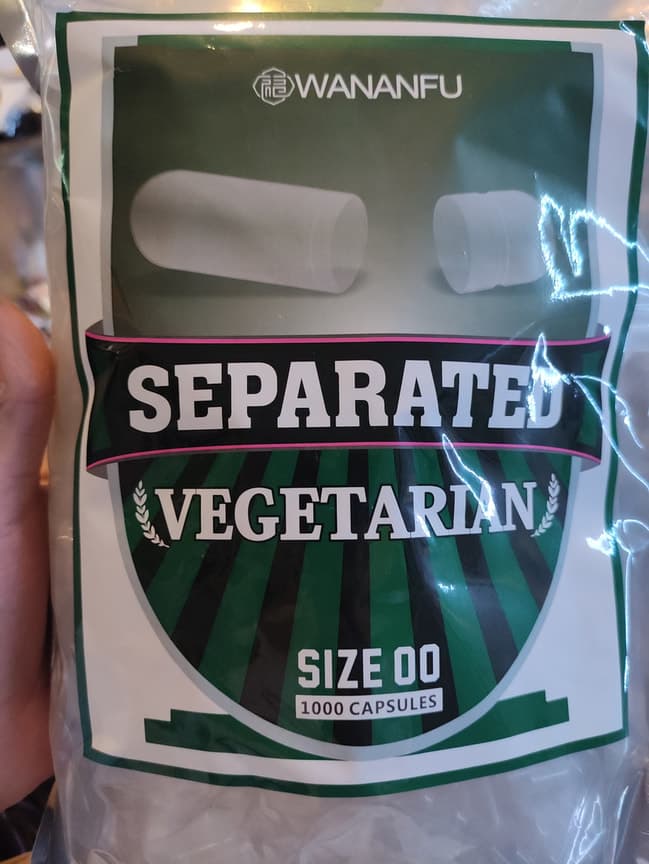 WANANFU
SEPARATED
VEGETARIAN
SIZE 00
1000 CAPSULES